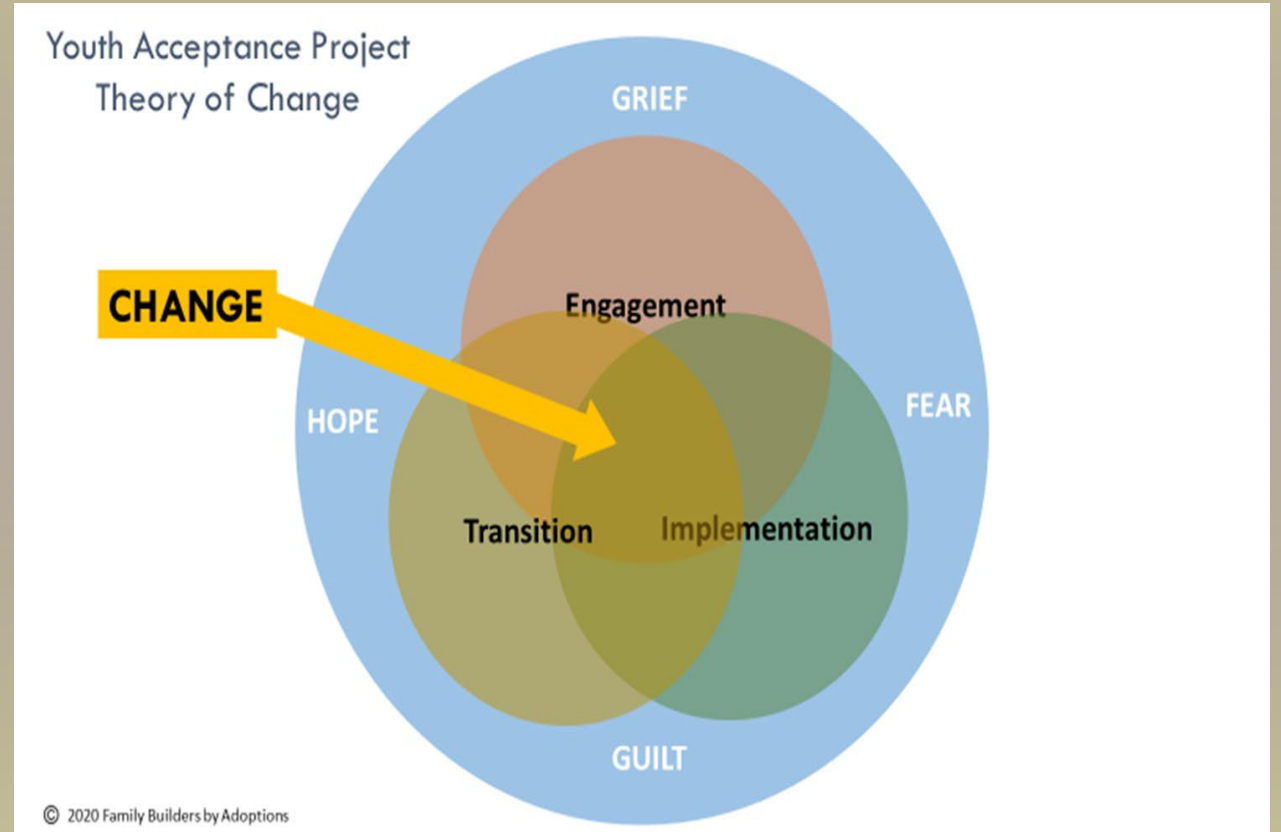 Youth Acceptance Project
Theory of Change
GRIEF
Engagement
CHANGE
HOPE
FEAR
Transition
Implementation
GUILT
© 2020 Family Builders by Adoptions